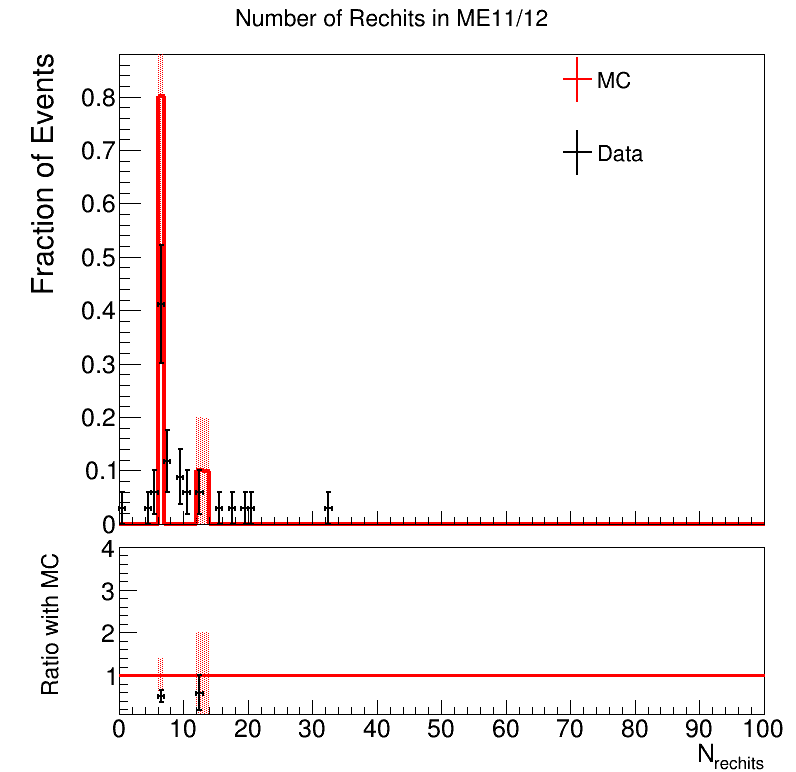 Number of Rechits in ME11/12
Fraction of Events
0.8
0.7
0.6
0.5
0.4
0.3
0.2
0.1
0
MC
Data
Ratio with MC
4
3
2
1
0 10 20 30 40 50 60 70 80 90 100
N_rechits